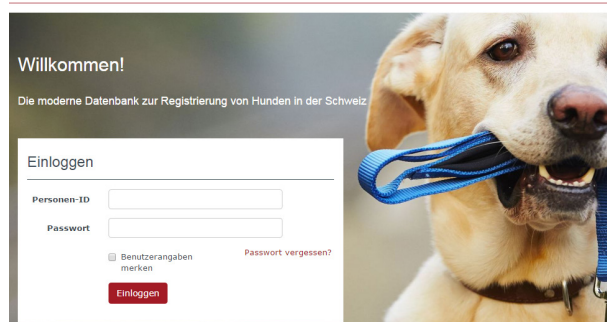 Willkommen!
Die moderne Datenbank zur Registrierung von Hunden in der Schweiz
Einloggen
Personen-ID
Passwort
Benutzerangaben
merken
Passwort vergessen?
Einloggen